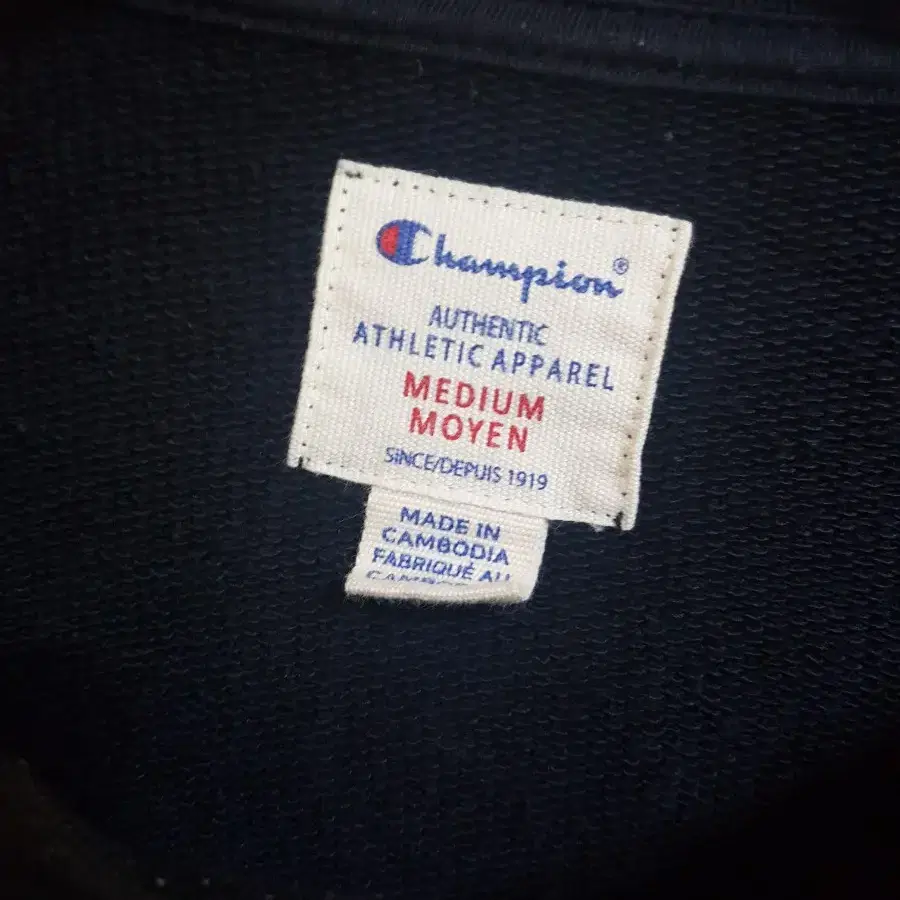 Champion®
AUTHENTIC
ATHLETIC APPAREL
MEDIUM
MOYEN
SINCE/DEPUIS 1919
MADE IN
CAMBODIA
FABRIQUÉ AU